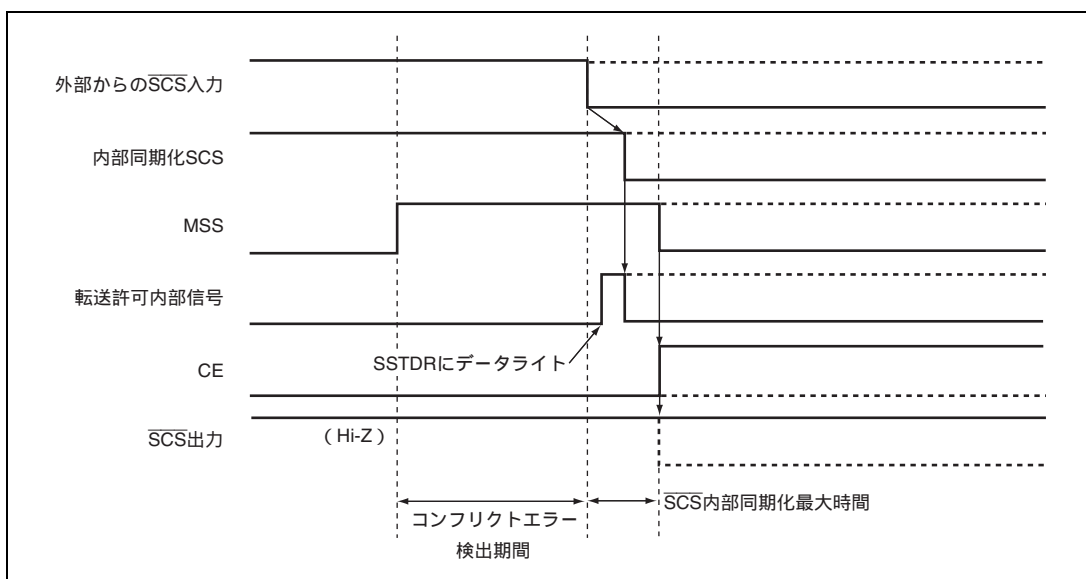 外部からのSCS入力
内部同期化SCS
MSS
転送許可内部信号
SSTDRにデータライト
CE
SCS出力
（Hi-Z）
SCS内部同期化最大時間
コンフリクトエラー
検出期間